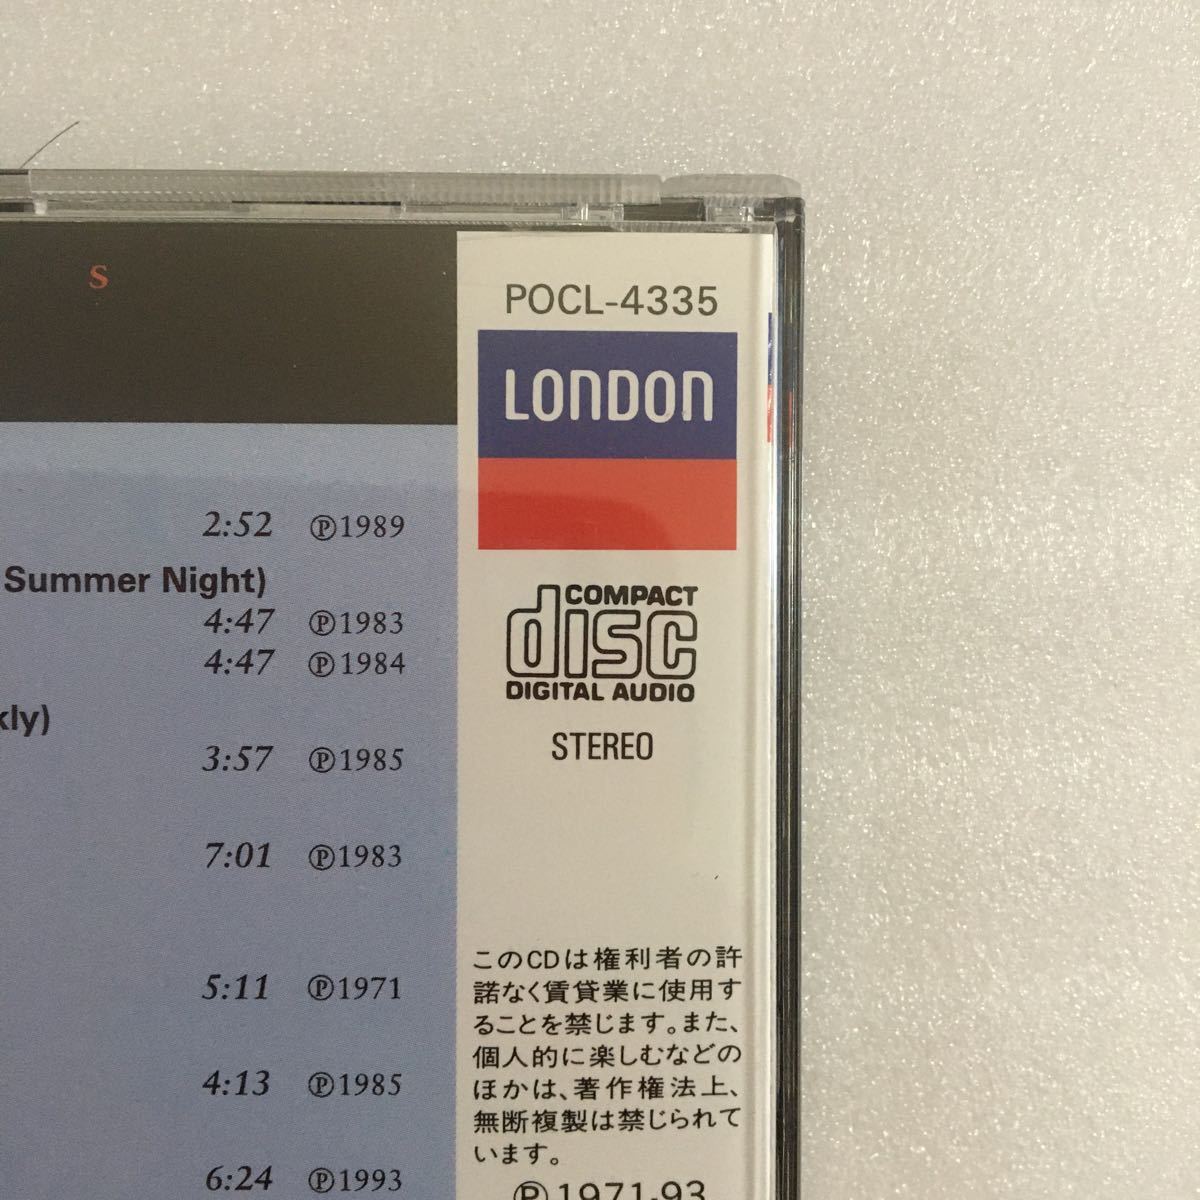 s
2:52 ℗1989
Summer Night)
4:47 ℗1983
4:47 ℗1984
kly)
3:57 ℗1985
7:01 ℗1983
5:11 ℗1971
4:13 ℗1985
6:24 ℗1993
POCL-4335
LONDON
COMPACT
disc
DIGITAL AUDIO
STEREO
このCDは権利者の許
諾なく賃貸業に使用す
ることを禁じます。また、
個人的に楽しむなどの
ほかは、著作権法上、
無断複製は禁じられて
います。
℗1971,93